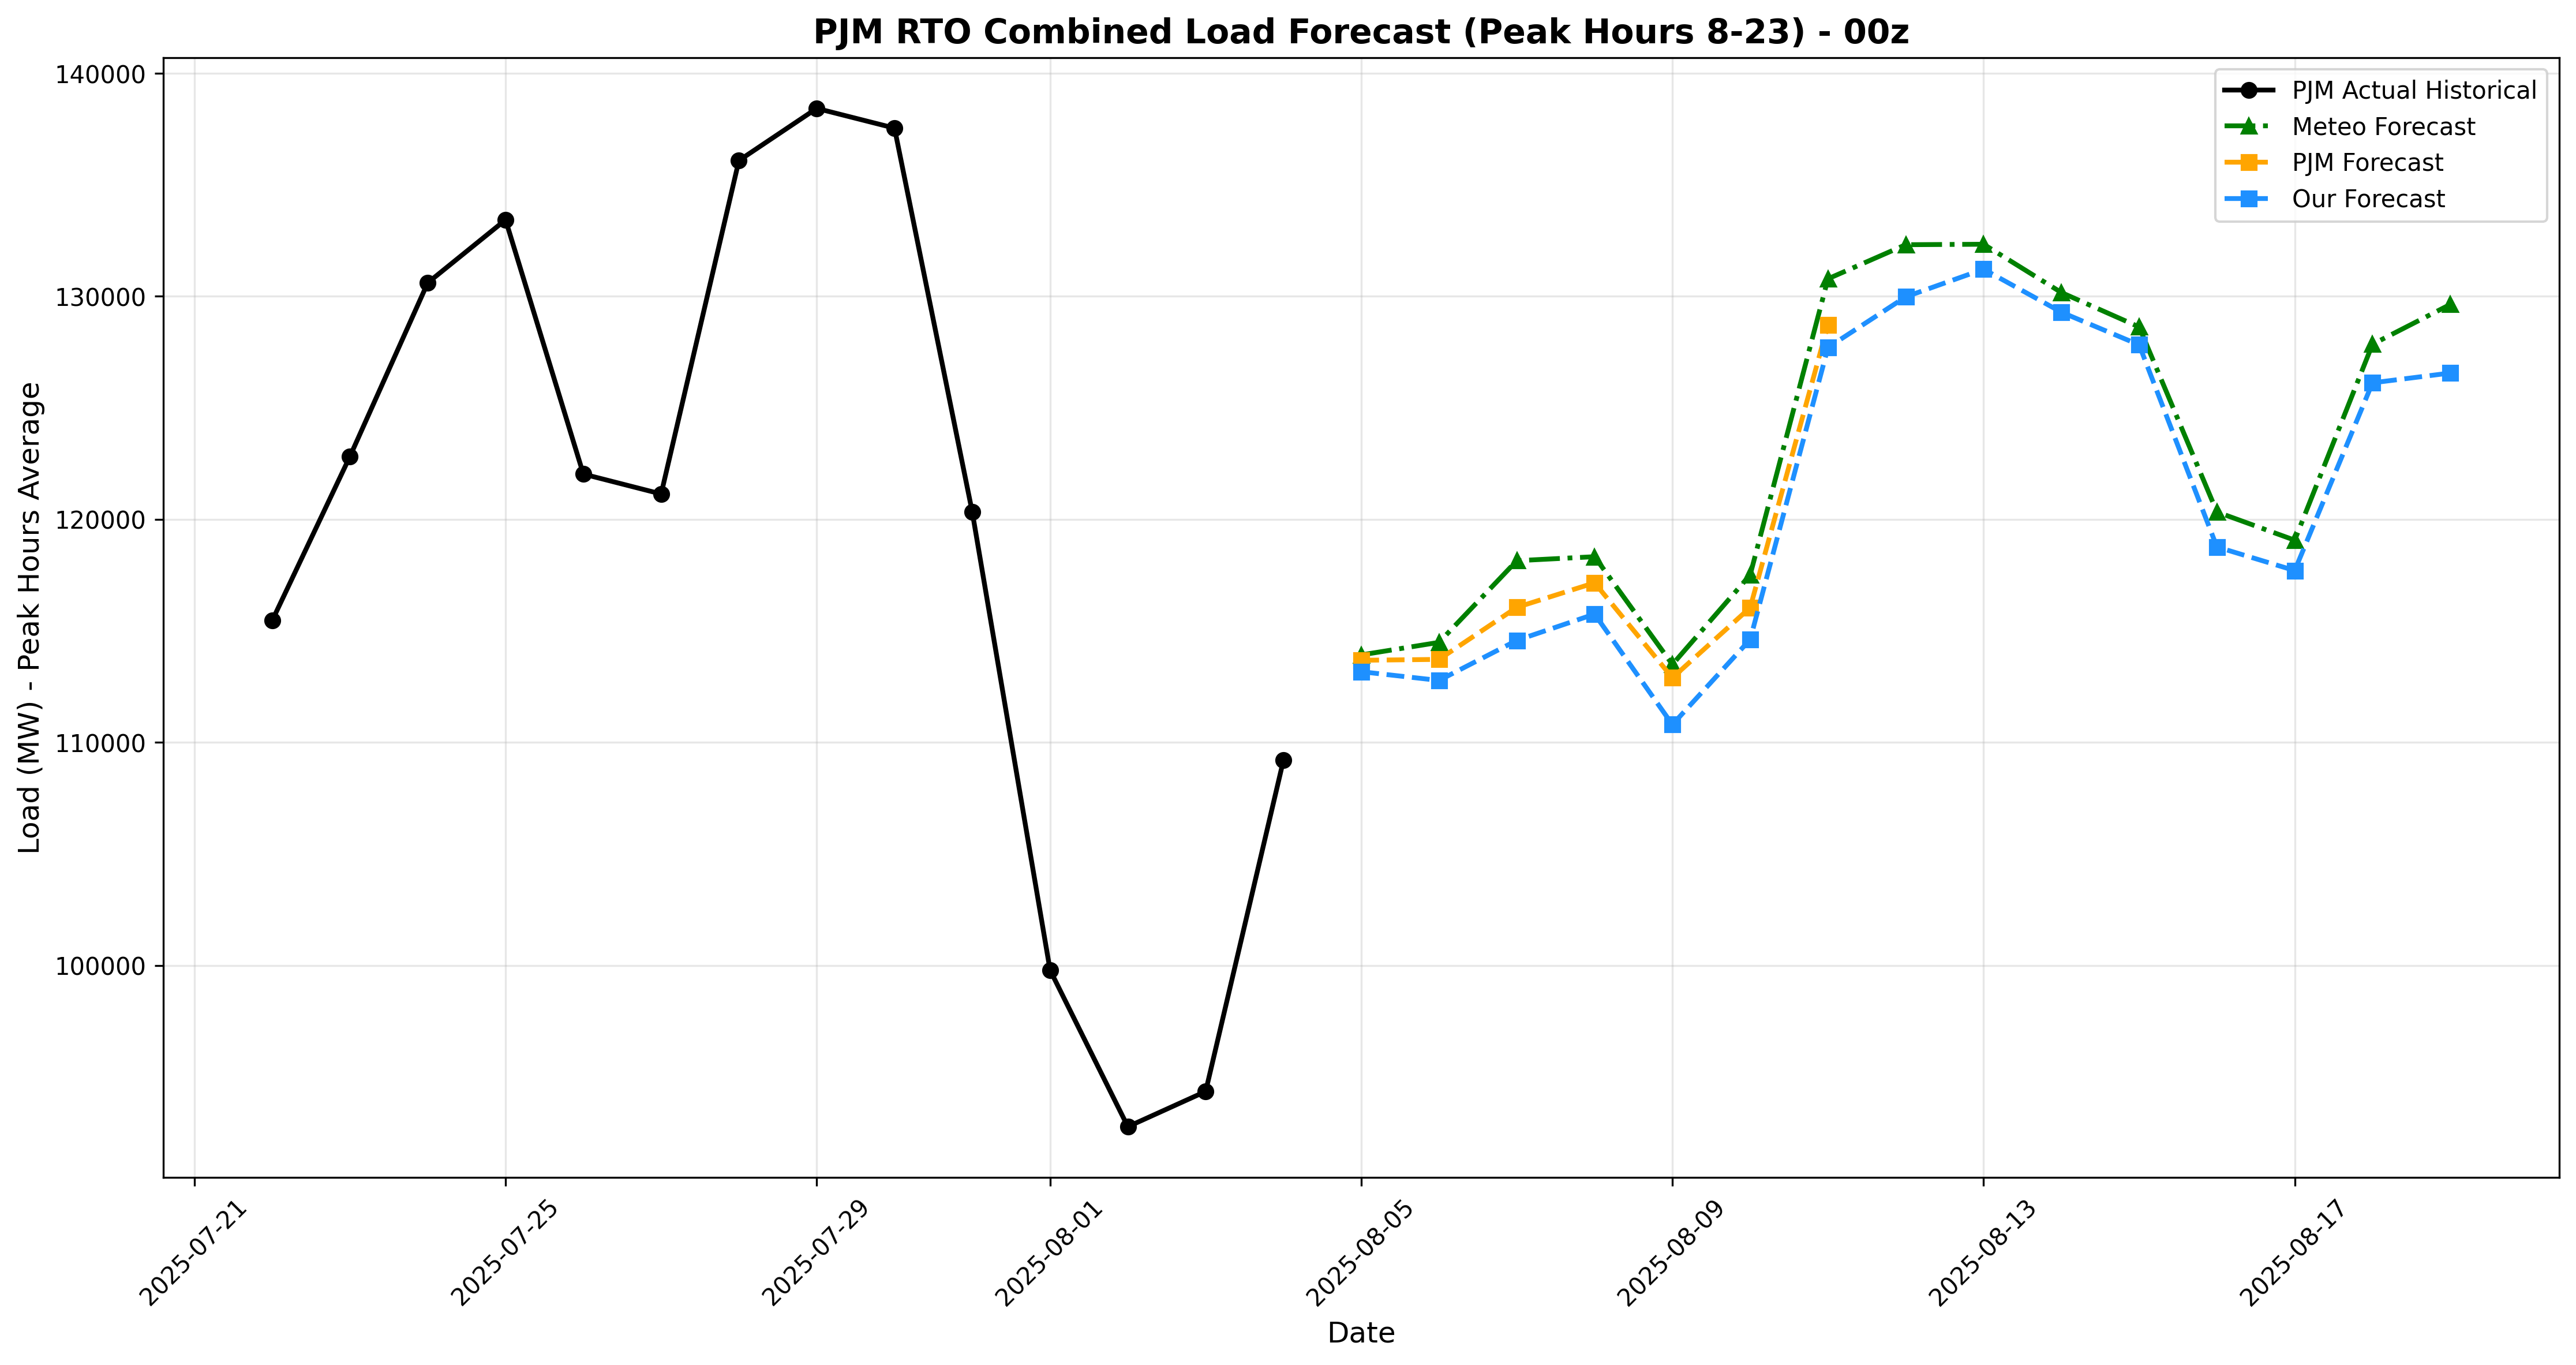 PJM RTO Combined Load Forecast (Peak Hours 8-23) - 00z
PJM Actual Historical
Meteo Forecast
PJM Forecast
Our Forecast
Load (MW) - Peak Hours Average
140000
130000
120000
110000
100000
2025-07-21
2025-07-25
2025-07-29
2025-08-01
2025-08-05
2025-08-09
2025-08-13
2025-08-17
Date